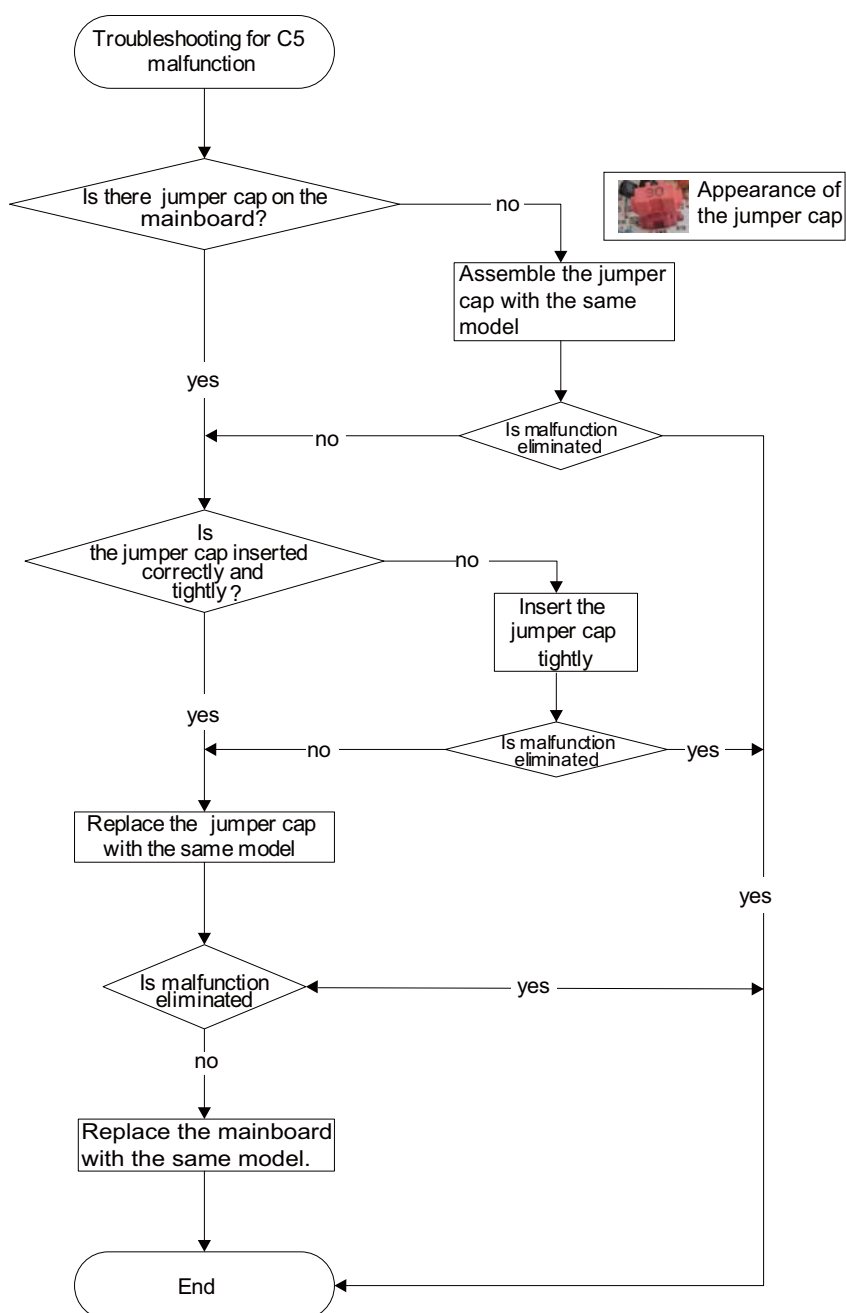 Troubleshooting for C5
malfunction
Is there jumper cap on the
mainboard?
no
Appearance of
the jumper cap
Assemble the jumper
cap with the same
model
yes
Is malfunction
eliminated
no
Is
the jumper cap inserted
correctly and
tightly?
no
Insert the
jumper cap
tightly
yes
Is malfunction
eliminated
no
yes
Replace the jumper cap
with the same model
yes
Is malfunction
eliminated
yes
no
Replace the mainboard
with the same model.
End